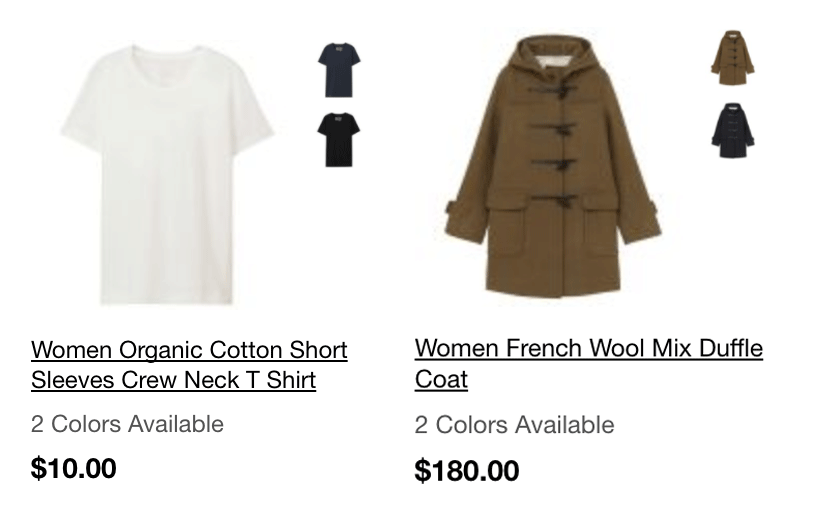 Women Organic Cotton Short
Sleeves Crew Neck T Shirt
2 Colors Available
$10.00
Women French Wool Mix Duffle
Coat
2 Colors Available
$180.00